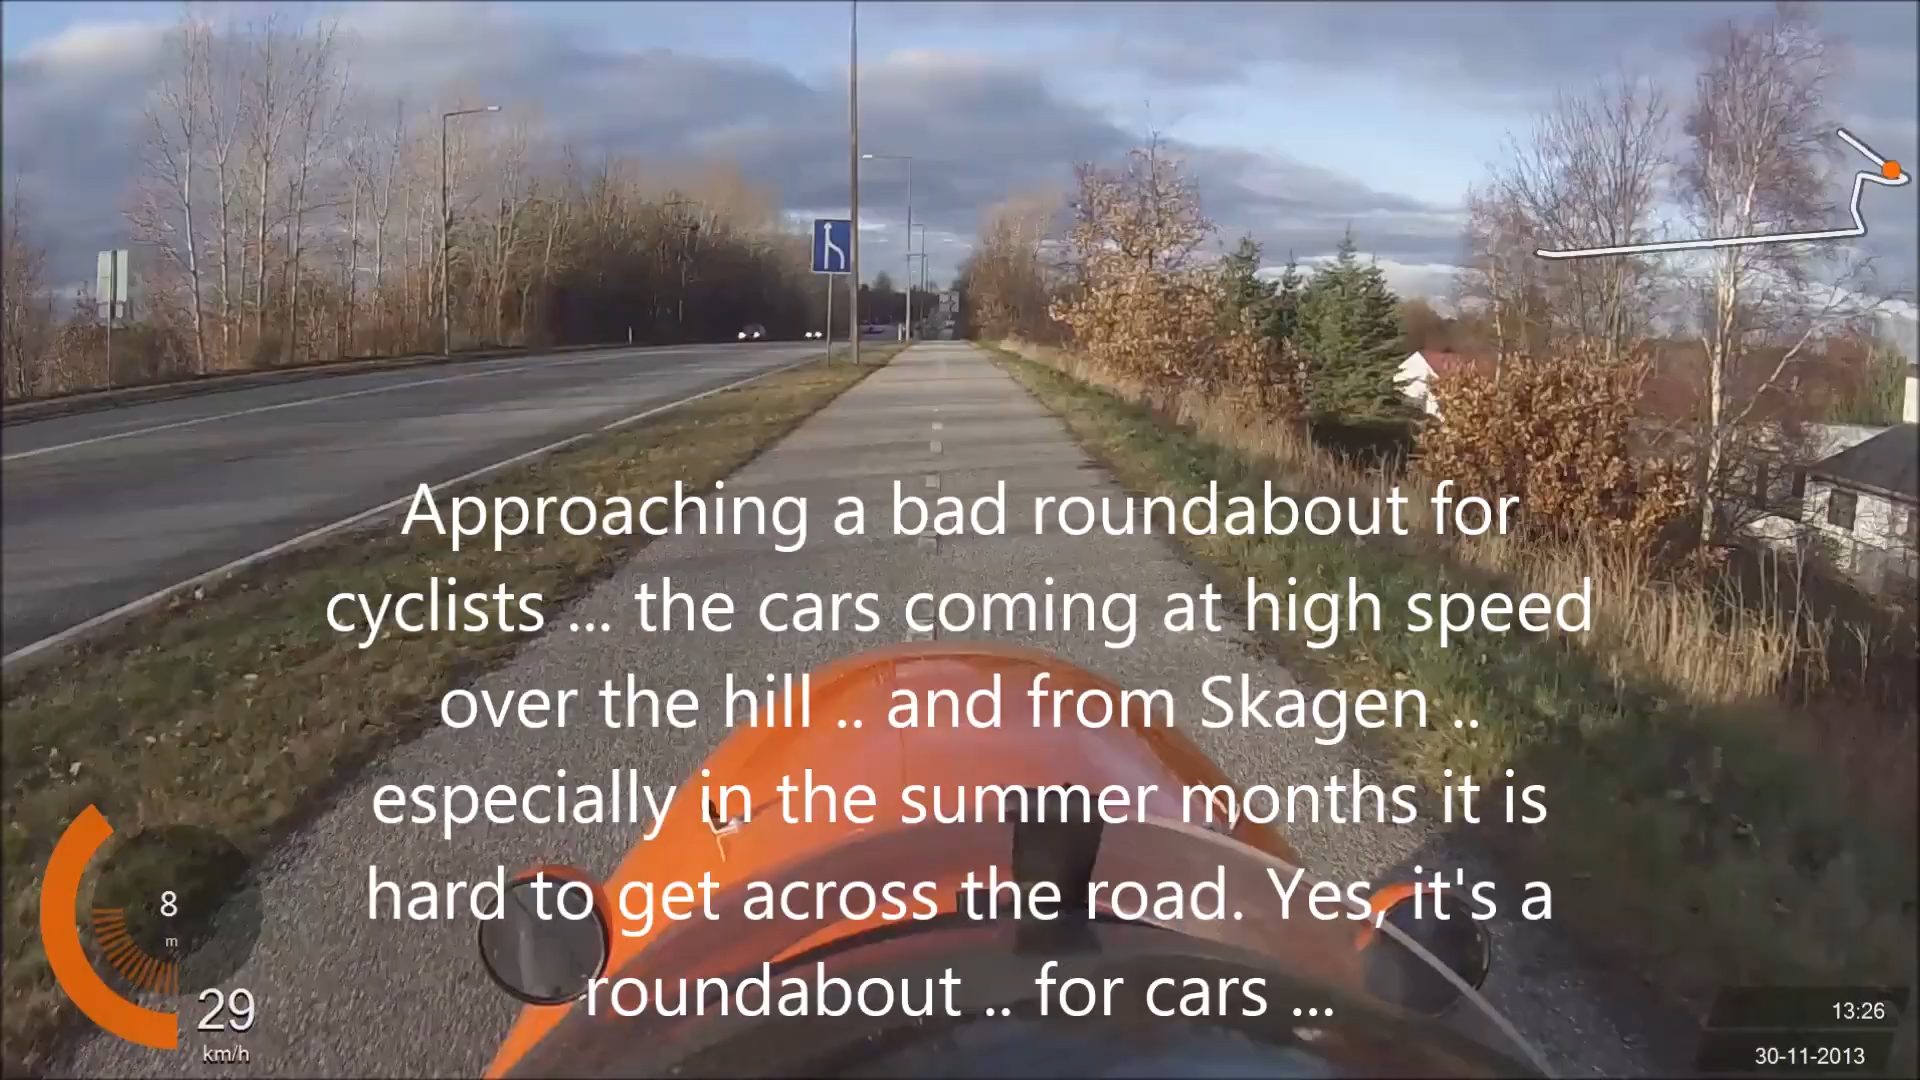 Approaching a bad roundabout for
cyclists ... the cars coming at high speed
over the hill .. and from Skagen ..
especially in the summer months it is
hard to get across the road. Yes, it's a
roundabout .. for cars ...
8
m
29
km/h
13:26
30-11-2013